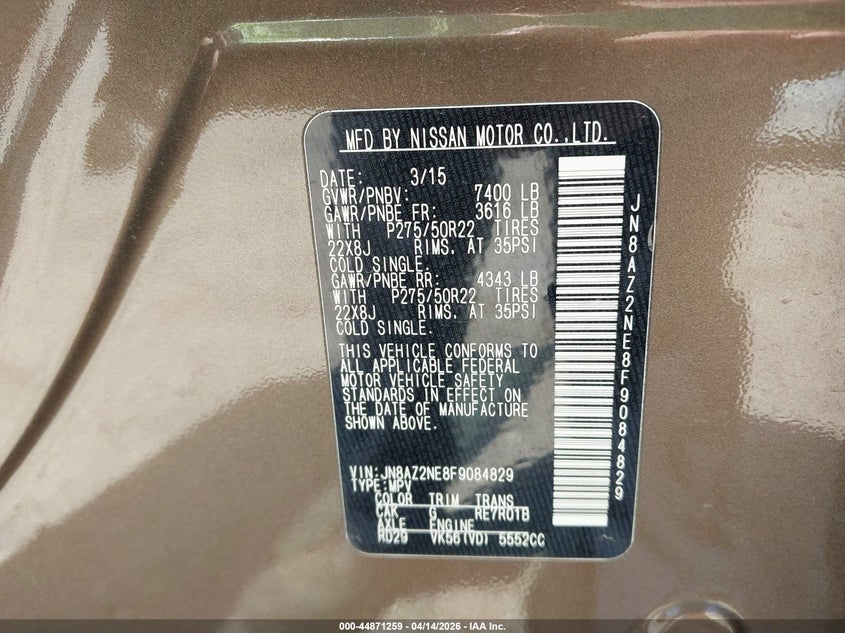 MFD BY NISSAN MOTOR CO.,LTD.
DATE: 3/15
GVWR/PNBV: 7400 LB
GAWR/PNBE FR: 3616 LB
WITH P275/50R22 TIRES
22X8J RIMS. AT 35PSI
COLD SINGLE.
GAWR/PNBE RR: 4343 LB
WITH P275/50R22 TIRES
22X8J RIMS. AT 35PSI
COLD SINGLE.
THIS VEHICLE CONFORMS TO
ALL APPLICABLE FEDERAL
MOTOR VEHICLE SAFETY
STANDARDS IN EFFECT ON
THE DATE OF MANUFACTURE
SHOWN ABOVE.
VIN:JN8AZ2NE8F9084829
TYPE:MPV
COLOR TRIM TRANS
CAK G RE7R01B
AXLE ENGINE
RD29 VK56(VD) 5552CC
JN8AZ2NE8F9084829
000-44871259 - 04/14/2026 - IAA Inc.